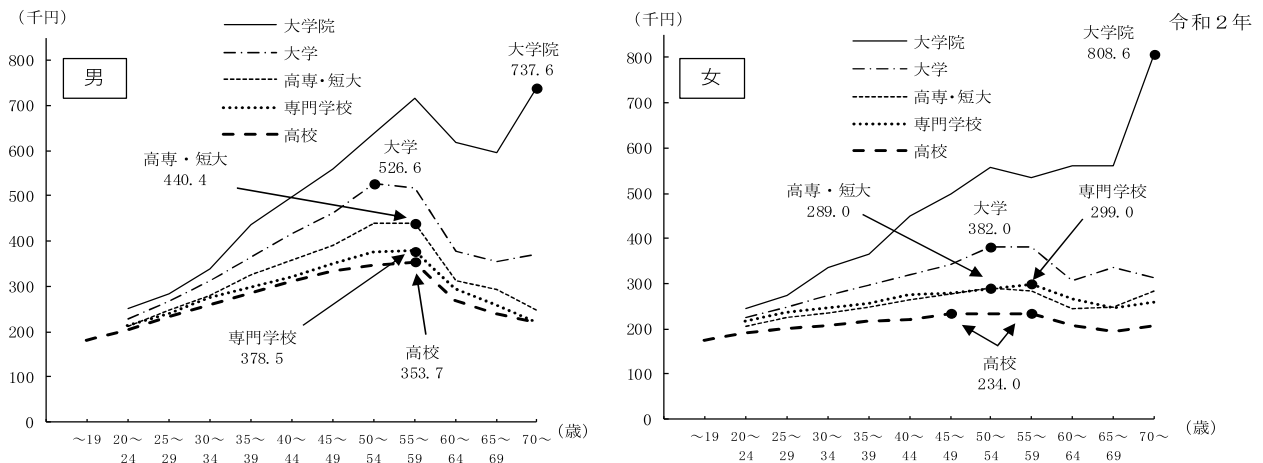 （千円）
男
800
700
600
500
400
300
200
100
0
大学院
大学
高専・短大
専門学校
高校
大学院
737.6
大学
526.6
高専・短大
440.4
専門学校
378.5
高校
353.7
～19 20～ 25～ 30～ 35～ 40～ 45～ 50～ 55～ 60～ 65～ 70～ （歳）
24 29 34 39 44 49 54 59 64 69
（千円）
令和２年
女
800
700
600
500
400
300
200
100
0
大学院
大学
高専・短大
専門学校
高校
大学院
808.6
高専・短大
289.0
大学
382.0
専門学校
299.0
高校
234.0
～19 20～ 25～ 30～ 35～ 40～ 45～ 50～ 55～ 60～ 65～ 70～ （歳）
24 29 34 39 44 49 54 59 64 69